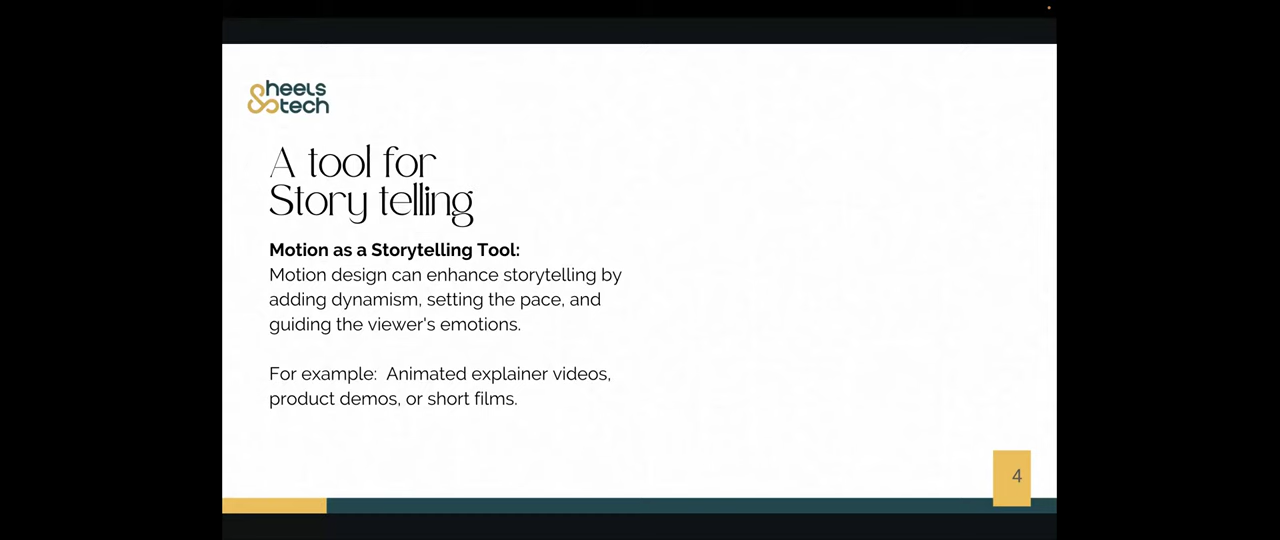 heels
& tech
A tool for
Story telling
Motion as a Storytelling Tool:
Motion design can enhance storytelling by
adding dynamism, setting the pace, and
guiding the viewer's emotions.
For example:  Animated explainer videos,
product demos, or short films.
4